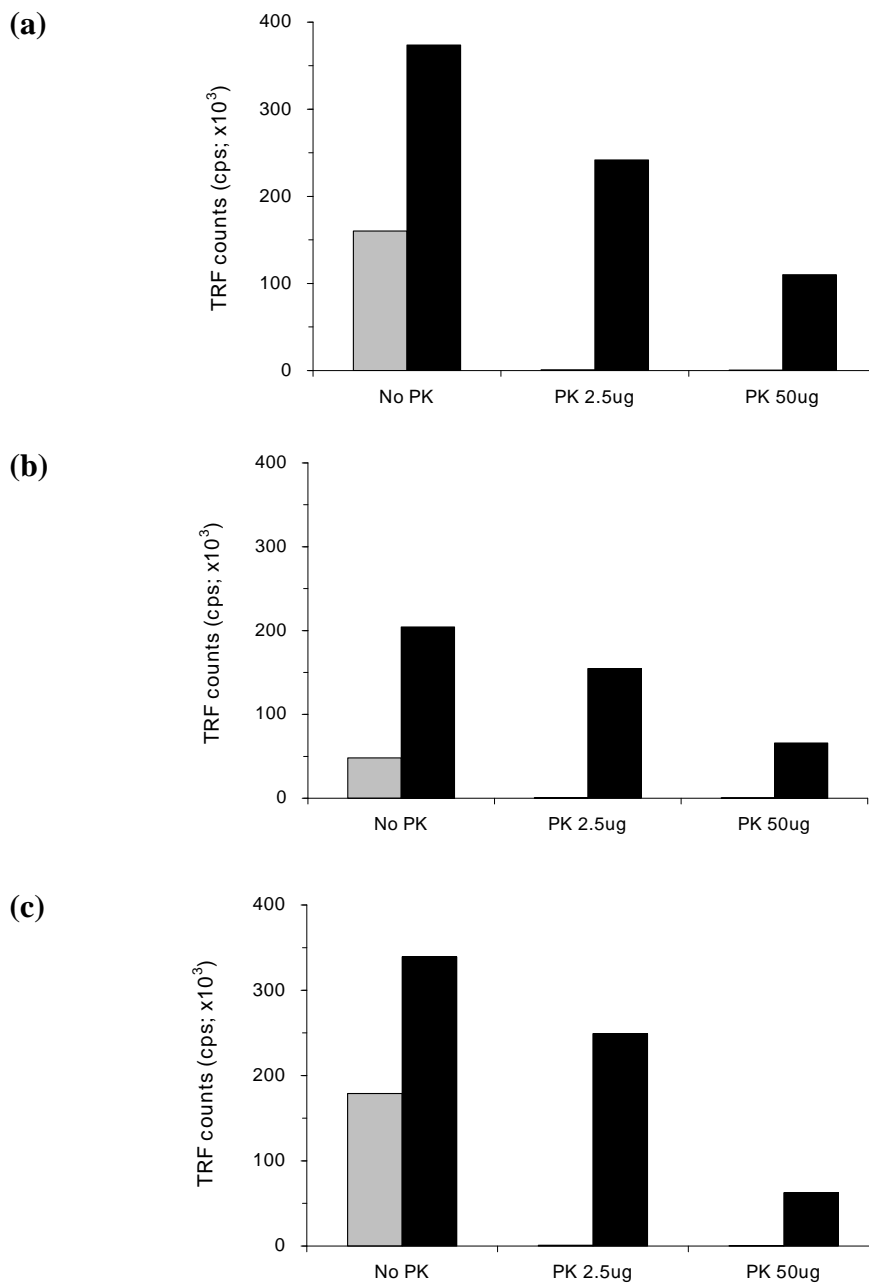 (a)
400
300
200
100
0
TRF counts (cps; x10³)
No PK PK 2.5ug PK 50ug
(b)
400
300
200
100
0
TRF counts (cps; x10³)
No PK PK 2.5ug PK 50ug
(c)
400
300
200
100
0
TRF counts (cps; x10³)
No PK PK 2.5ug PK 50ug